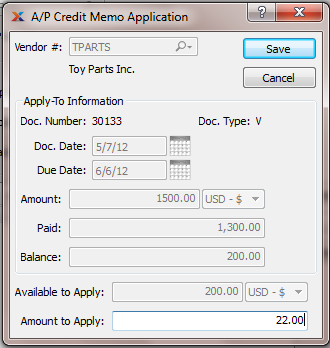 A/P Credit Memo Application
Vendor #: TPARTS
Save
Toy Parts Inc.
Cancel
Apply-To Information
Doc. Number: 30133 Doc. Type: V
Doc. Date: 5/7/12
Due Date: 6/6/12
Amount: 1500.00 USD - $
Paid: 1,300.00
Balance: 200.00
Available to Apply: 200.00 USD - $
Amount to Apply: 22.00